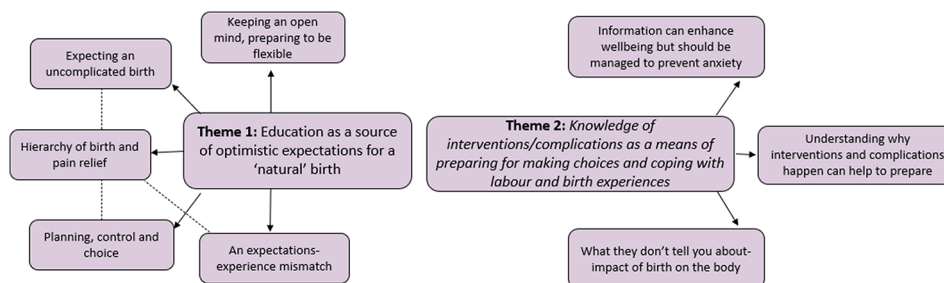 Keeping an open
mind, preparing to be
flexible
Expecting an
uncomplicated birth
Theme 1: Education as a source
of optimistic expectations for a
'natural' birth
Hierarchy of birth and
pain relief
Planning, control and
choice
An expectations-
experience mismatch
Information can enhance
wellbeing but should be
managed to prevent anxiety
Theme 2: Knowledge of
interventions/complications as a means of
preparing for making choices and coping with
labour and birth experiences
Understanding why
interventions and complications
happen can help to prepare
What they don't tell you about-
impact of birth on the body